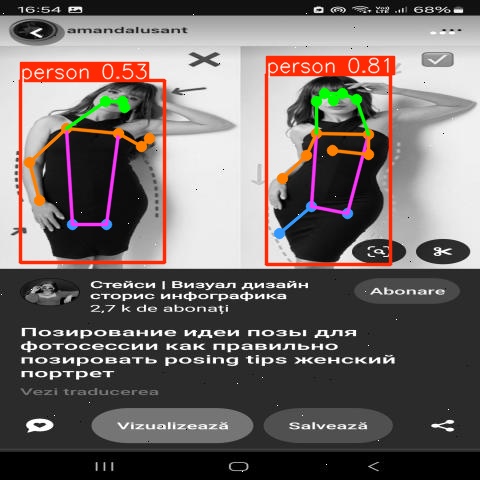 16:54
68%
amandalusant
person 0.53
person 0.81
Стейси | Визуал дизайн
сторис инфографика
2,7 k de abonați
Abonare
Позирование идеи позы для
фотосессии как правильно
позировать posing tips женский
портрет
Vezi traducerea
Vizualizează
Salvează